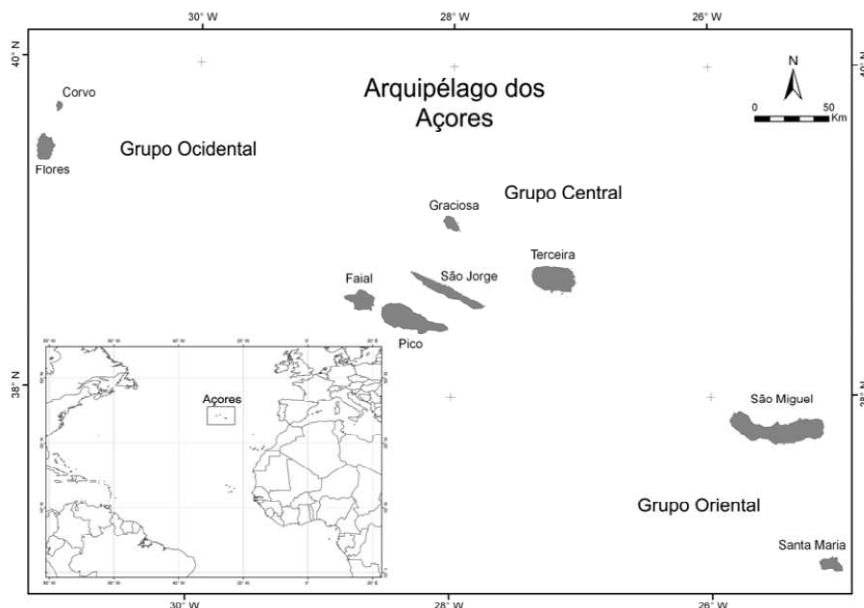 30° W
28° W
26° W
40° N
Corvo
Flores
Grupo Ocidental
Arquipélago dos
Açores
N
0
50
Km
Grupo Central
Graciosa
Terceira
São Jorge
Faial
Pico
38° N
Açores
São Miguel
Grupo Oriental
Santa Maria
30° W
28° W
26° W